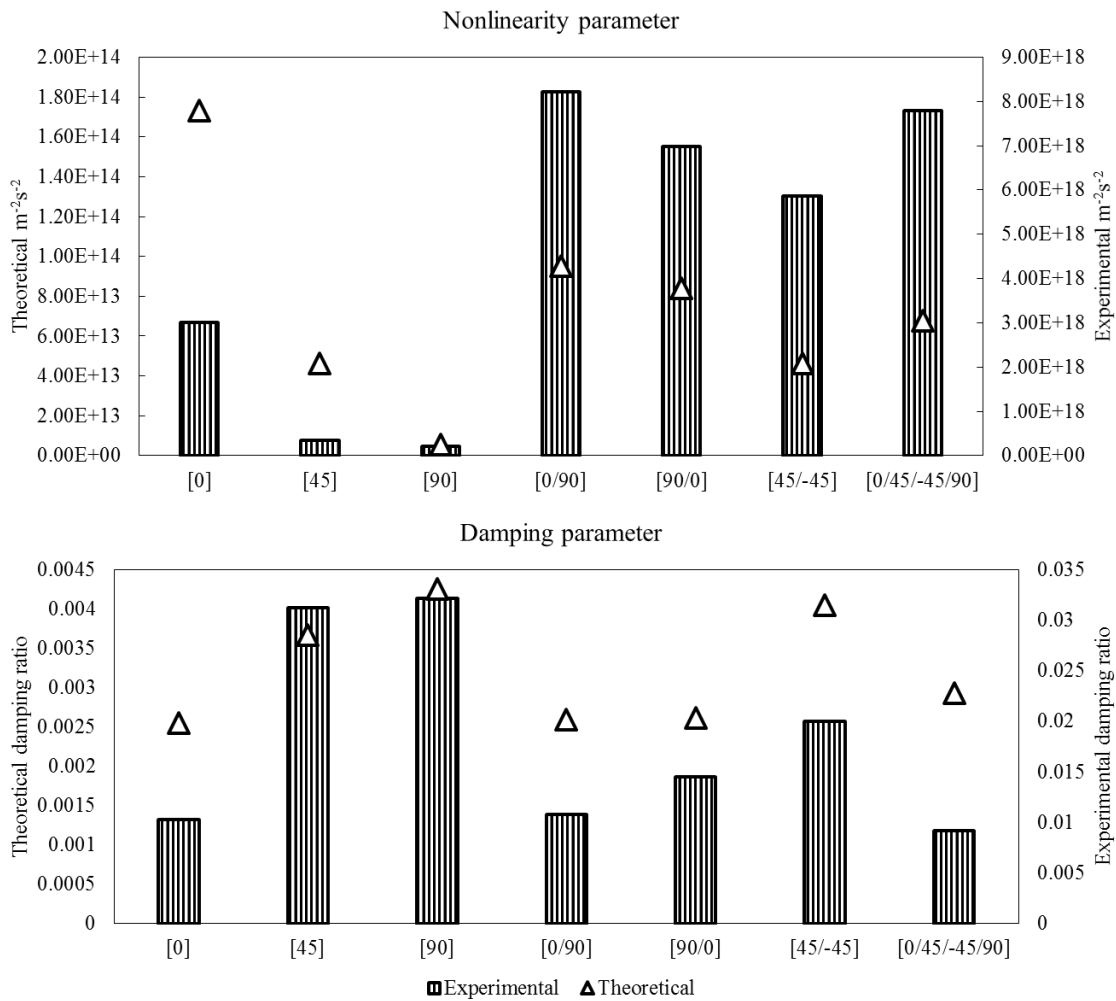 Nonlinearity parameter
2.00E+14
1.80E+14
1.60E+14
1.40E+14
1.20E+14
1.00E+14
8.00E+13
6.00E+13
4.00E+13
2.00E+13
0.00E+00
Theoretical m⁻²s⁻²
9.00E+18
8.00E+18
7.00E+18
6.00E+18
5.00E+18
4.00E+18
3.00E+18
2.00E+18
1.00E+18
0.00E+00
Experimental m⁻²s⁻²
[0] [45] [90] [0/90] [90/0] [45/-45] [0/45/-45/90]
Damping parameter
0.0045
0.004
0.0035
0.003
0.0025
0.002
0.0015
0.001
0.0005
0
Theoretical damping ratio
0.035
0.03
0.025
0.02
0.015
0.01
0.005
0
Experimental damping ratio
[0] [45] [90] [0/90] [90/0] [45/-45] [0/45/-45/90]
Experimental Theoretical